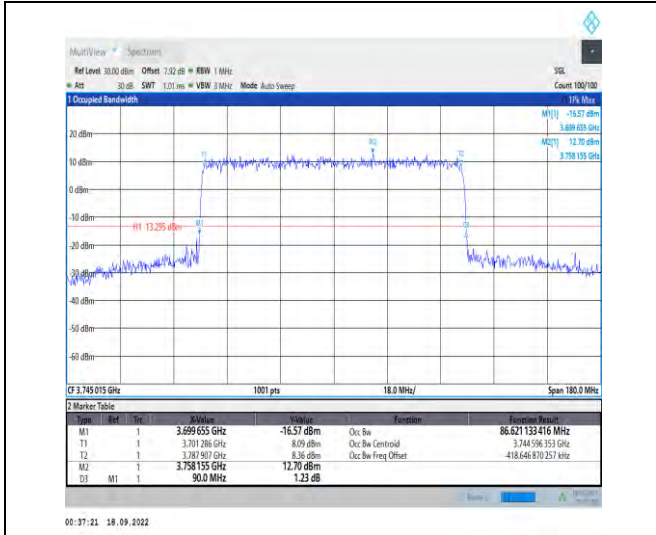 MultiView Spectrum
Ref Level 30.00 dBm Offset 7.92 dB RBW 1 MHz SGL
Att 30 dB SWT 1.01 ms VBW 3 MHz Mode Auto Sweep Count 100/100
1 Occupied Bandwidth 1Pk Max
M1[1] -16.57 dBm
3.699 655 GHz
M2[1] 12.70 dBm
3.758 155 GHz
20 dBm
M2
T1 T2
10 dBm
0 dBm
-10 dBm
H1 -13.295 dBm M1 D3
-20 dBm
-30 dBm
-40 dBm
-50 dBm
-60 dBm
CF 3.745 015 GHz 1001 pts 18.0 MHz/ Span 180.0 MHz
2 Marker Table
Type Ref Trc X-Value Y-Value Function Function Result
M1 1 3.699 655 GHz -16.57 dBm Occ Bw 86.621 133 416 MHz
T1 1 3.701 286 GHz 8.09 dBm Occ Bw Centroid 3.744 596 353 GHz
T2 1 3.787 907 GHz 8.36 dBm Occ Bw Freq Offset -418.646 870 257 kHz
M2 1 3.758 155 GHz 12.70 dBm
D3 M1 1 90.0 MHz 1.23 dB
00:37:21 18.09.2022